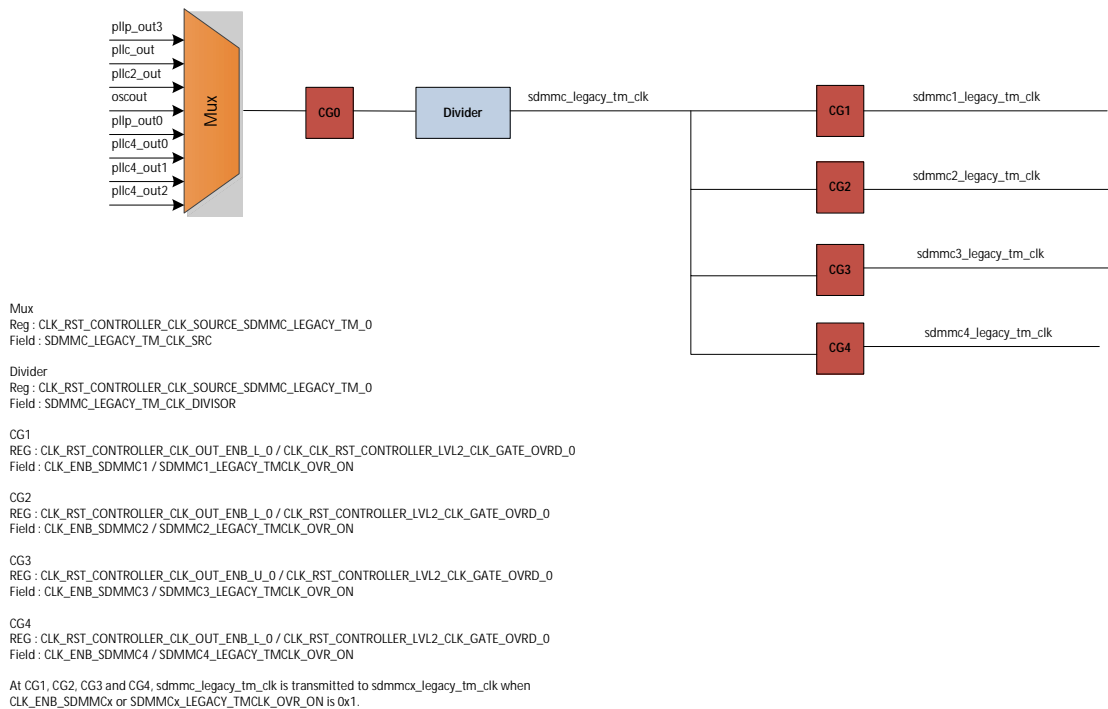 pllp_out3
pllc_out
pllc2_out
oscout
pllp_out0
pllc4_out0
pllc4_out1
pllc4_out2
Mux
CG0
Divider
sdmmc_legacy_tm_clk
CG1
sdmmc1_legacy_tm_clk
CG2
sdmmc2_legacy_tm_clk
CG3
sdmmc3_legacy_tm_clk
CG4
sdmmc4_legacy_tm_clk
Mux
Reg : CLK_RST_CONTROLLER_CLK_SOURCE_SDMMC_LEGACY_TM_0
Field : SDMMC_LEGACY_TM_CLK_SRC
Divider
Reg : CLK_RST_CONTROLLER_CLK_SOURCE_SDMMC_LEGACY_TM_0
Field : SDMMC_LEGACY_TM_CLK_DIVISOR
CG1
REG : CLK_RST_CONTROLLER_CLK_OUT_ENB_L_0 / CLK_CLK_RST_CONTROLLER_LVL2_CLK_GATE_OVRD_0
Field : CLK_ENB_SDMMC1 / SDMMC1_LEGACY_TMCLK_OVR_ON
CG2
REG : CLK_RST_CONTROLLER_CLK_OUT_ENB_L_0 / CLK_RST_CONTROLLER_LVL2_CLK_GATE_OVRD_0
Field : CLK_ENB_SDMMC2 / SDMMC2_LEGACY_TMCLK_OVR_ON
CG3
REG : CLK_RST_CONTROLLER_CLK_OUT_ENB_U_0 / CLK_RST_CONTROLLER_LVL2_CLK_GATE_OVRD_0
Field : CLK_ENB_SDMMC3 / SDMMC3_LEGACY_TMCLK_OVR_ON
CG4
REG : CLK_RST_CONTROLLER_CLK_OUT_ENB_L_0 / CLK_RST_CONTROLLER_LVL2_CLK_GATE_OVRD_0
Field : CLK_ENB_SDMMC4 / SDMMC4_LEGACY_TMCLK_OVR_ON
At CG1, CG2, CG3 and CG4, sdmmc_legacy_tm_clk is transmitted to sdmmcx_legacy_tm_clk when
CLK_ENB_SDMMCx or SDMMCx_LEGACY_TMCLK_OVR_ON is 0x1.